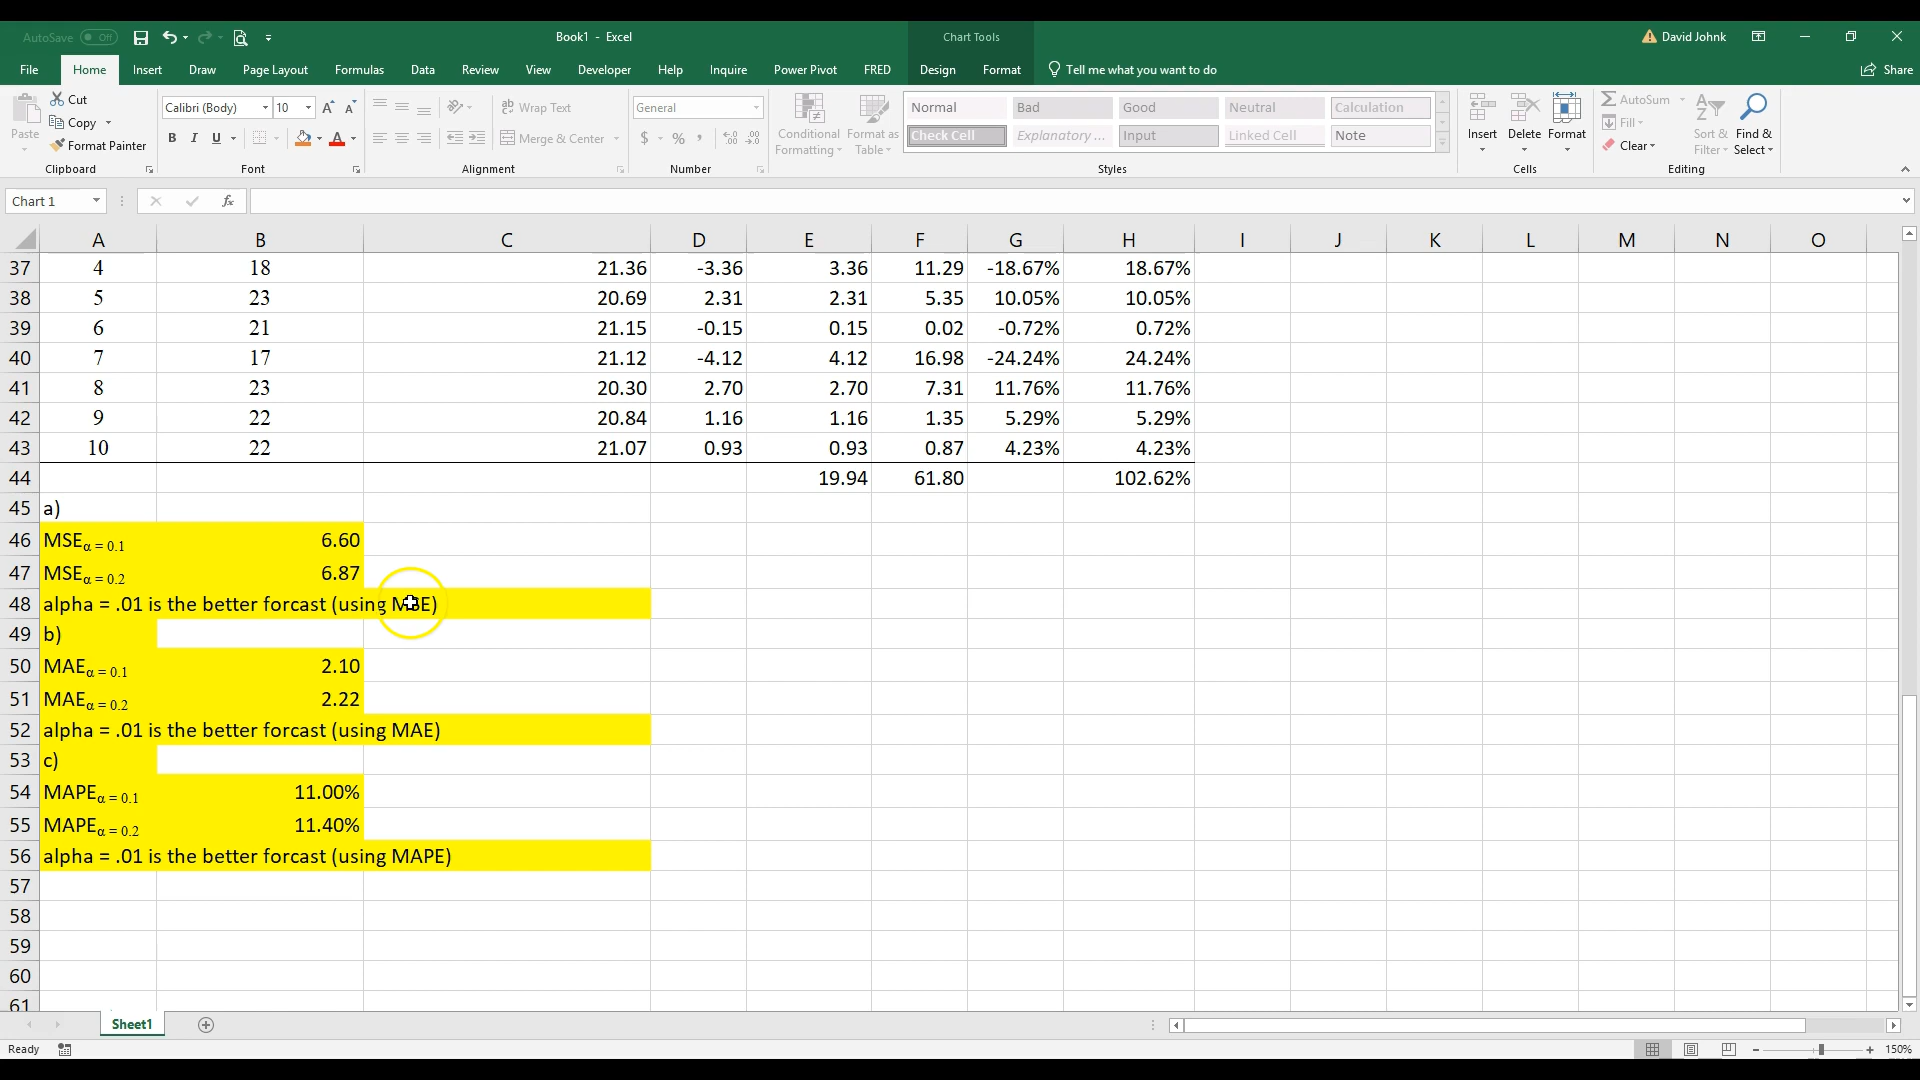 AutoSave Off
Book1 - Excel
Chart Tools
David Johnk
File Home Insert Draw Page Layout Formulas Data Review View Developer Help Inquire Power Pivot FRED Design Format Tell me what you want to do Share
Paste
Cut
Copy
Format Painter
Clipboard
Calibri (Body) 10
B I U
Font
Wrap Text
Merge & Center
Alignment
General
$ % ,
Number
Conditional Formatting
Format as Table
Normal Bad Good Neutral Calculation
Check Cell Explanatory ... Input Linked Cell Note
Styles
Insert Delete Format
Cells
AutoSum
Fill
Clear
Sort & Filter
Find & Select
Editing
Chart 1 fx
A B C D E F G H I J K L M N O
37 4 18 21.36 -3.36 3.36 11.29 -18.67% 18.67%
38 5 23 20.69 2.31 2.31 5.35 10.05% 10.05%
39 6 21 21.15 -0.15 0.15 0.02 -0.72% 0.72%
40 7 17 21.12 -4.12 4.12 16.98 -24.24% 24.24%
41 8 23 20.30 2.70 2.70 7.31 11.76% 11.76%
42 9 22 20.84 1.16 1.16 1.35 5.29% 5.29%
43 10 22 21.07 0.93 0.93 0.87 4.23% 4.23%
44 19.94 61.80 102.62%
45 a)
46 MSEα = 0.1 6.60
47 MSEα = 0.2 6.87
48 alpha = .01 is the better forcast (using MSE)
49 b)
50 MAEα = 0.1 2.10
51 MAEα = 0.2 2.22
52 alpha = .01 is the better forcast (using MAE)
53 c)
54 MAPEα = 0.1 11.00%
55 MAPEα = 0.2 11.40%
56 alpha = .01 is the better forcast (using MAPE)
57
58
59
60
61
Sheet1
Ready
150%